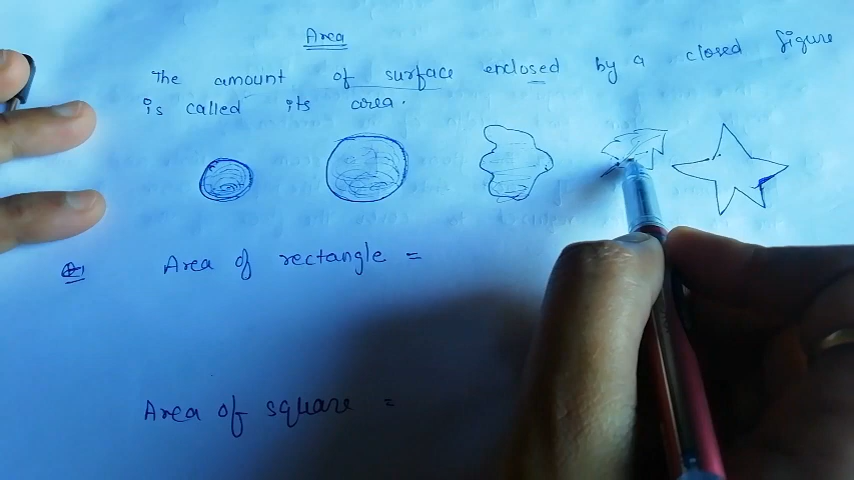 Area
The amount of surface enclosed by a closed figure
is called its area.
Area of rectangle =
Area of square =